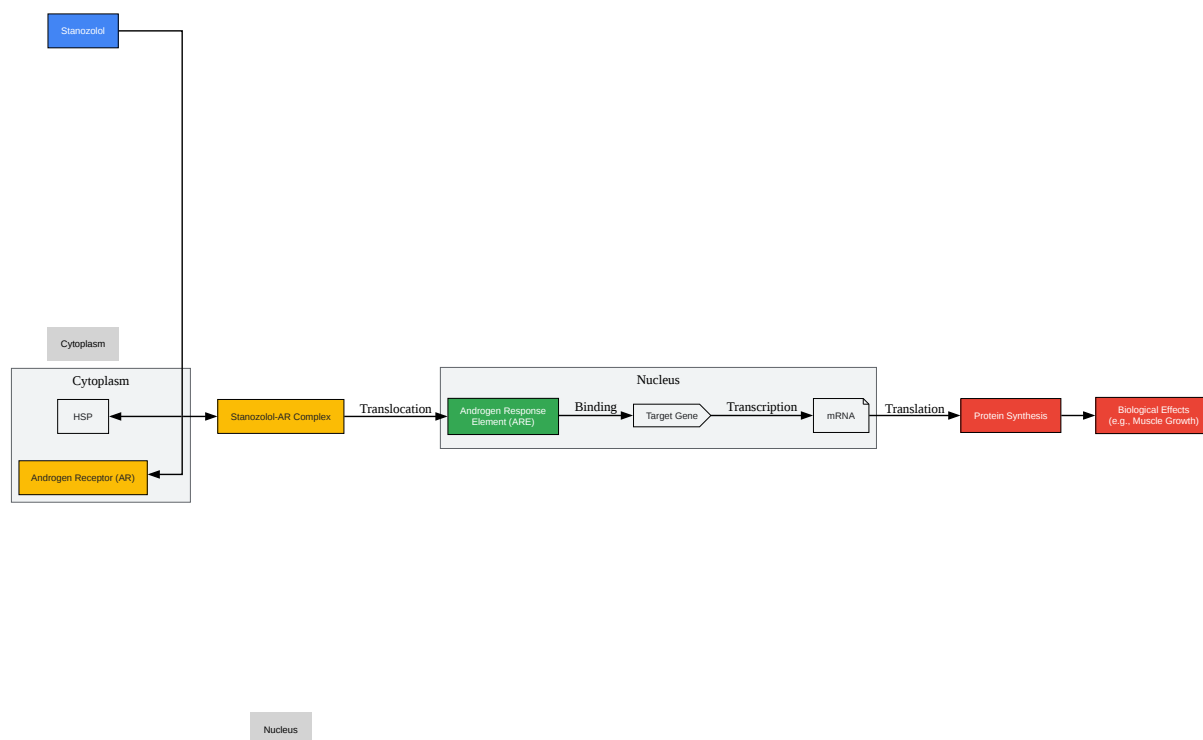 Stanozolol
Cytoplasm
Cytoplasm
HSP
Androgen Receptor (AR)
Stanozolol-AR Complex
Translocation
Nucleus
Androgen Response
Element (ARE)
Binding
Target Gene
Transcription
mRNA
Translation
Protein Synthesis
Biological Effects
(e.g., Muscle Growth)
Nucleus